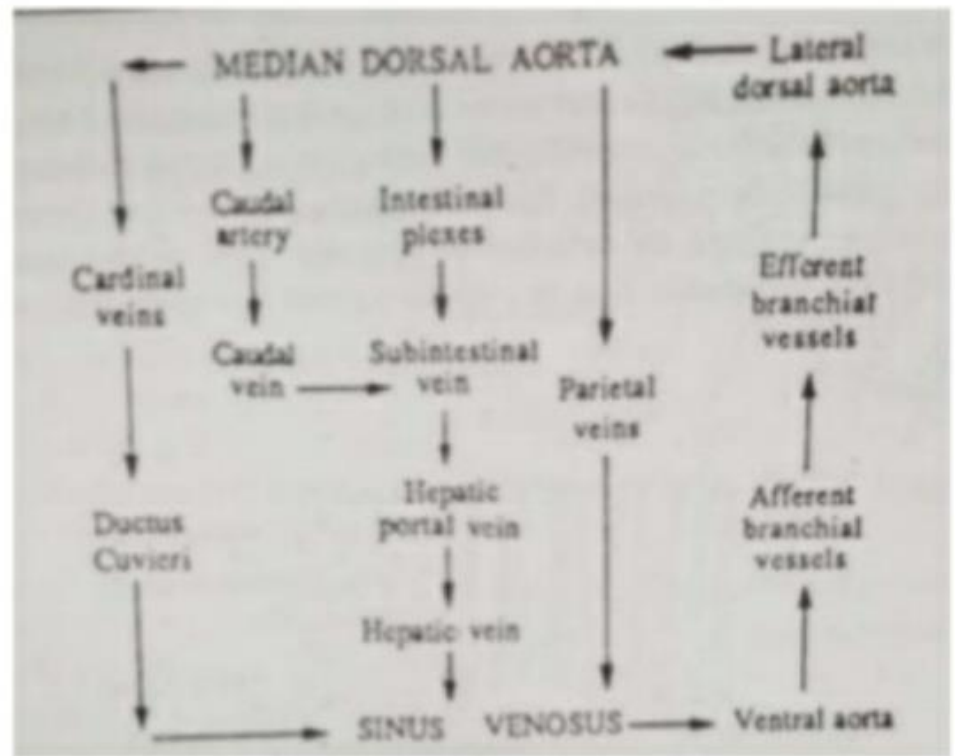 MEDIAN DORSAL AORTA
Lateral
dorsal aorta
Caudal
artery
Intestinal
plexes
Cardinal
veins
Efferent
branchial
vessels
Caudal
vein
Subintestinal
vein
Parietal
veins
Hepatic
portal vein
Afferent
branchial
vessels
Ductus
Cuvieri
Hepatic vein
SINUS VENOSUS
Ventral aorta